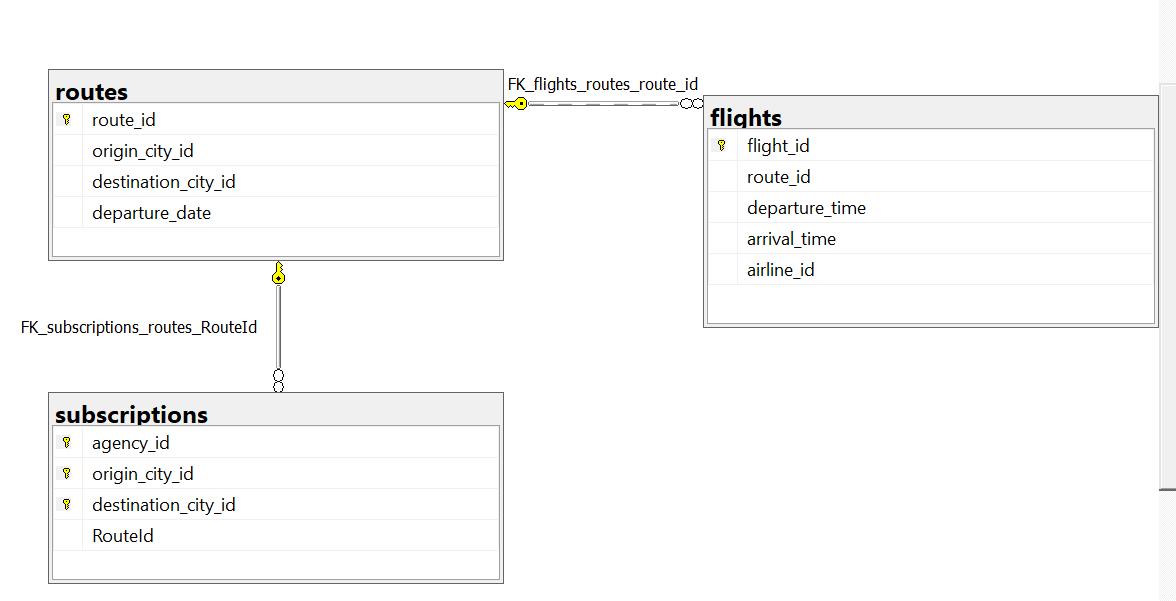 routes
route_id
origin_city_id
destination_city_id
departure_date
FK_flights_routes_route_id
flights
flight_id
route_id
departure_time
arrival_time
airline_id
FK_subscriptions_routes_RouteId
subscriptions
agency_id
origin_city_id
destination_city_id
RouteId